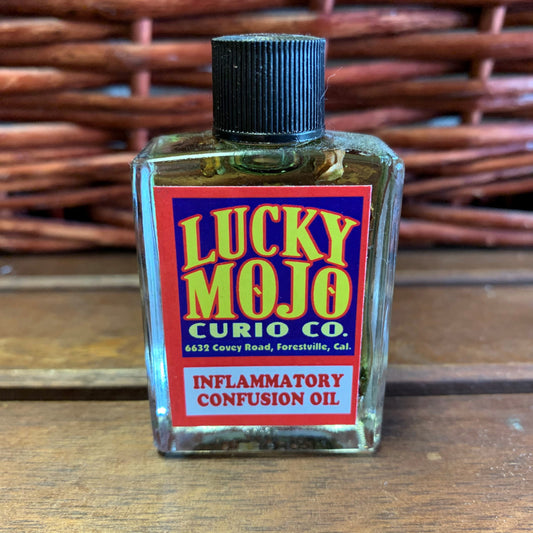 LUCKY
MOJO
CURIO CO.
6632 Covey Road, Forestville, Cal.
INFLAMMATORY
CONFUSION OIL